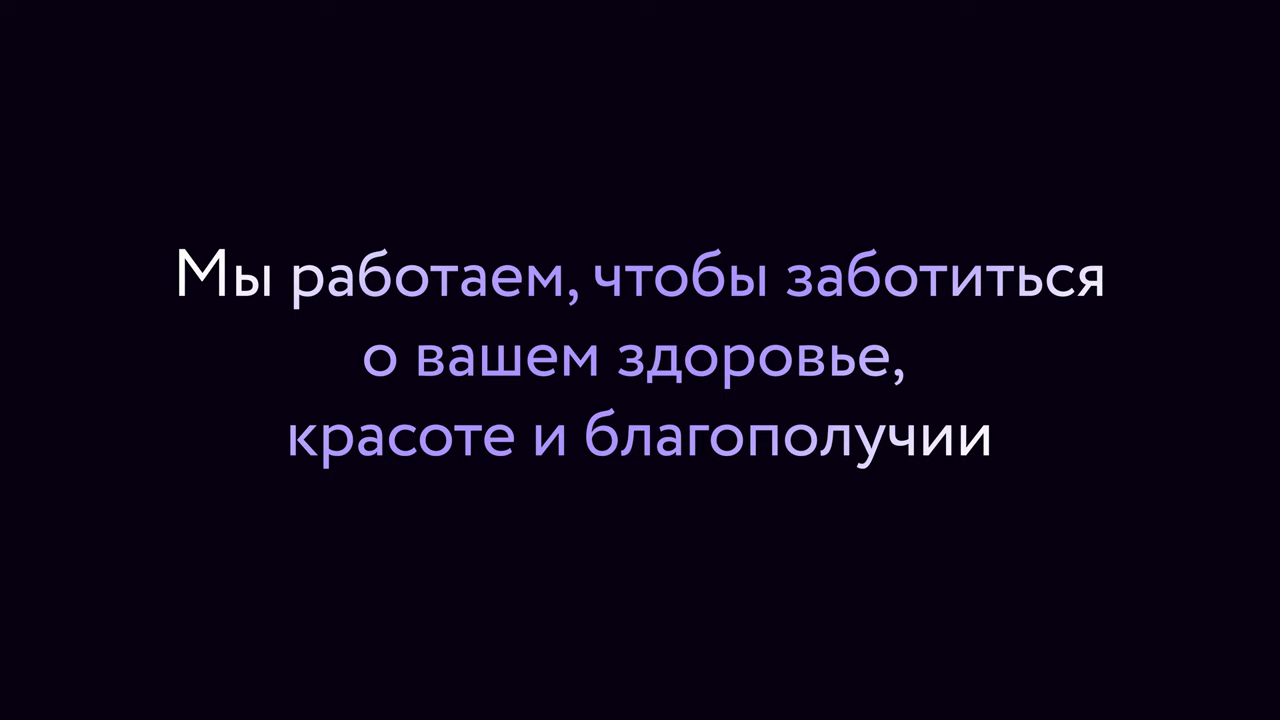 Мы работаем, чтобы заботиться
о вашем здоровье,
красоте и благополучии